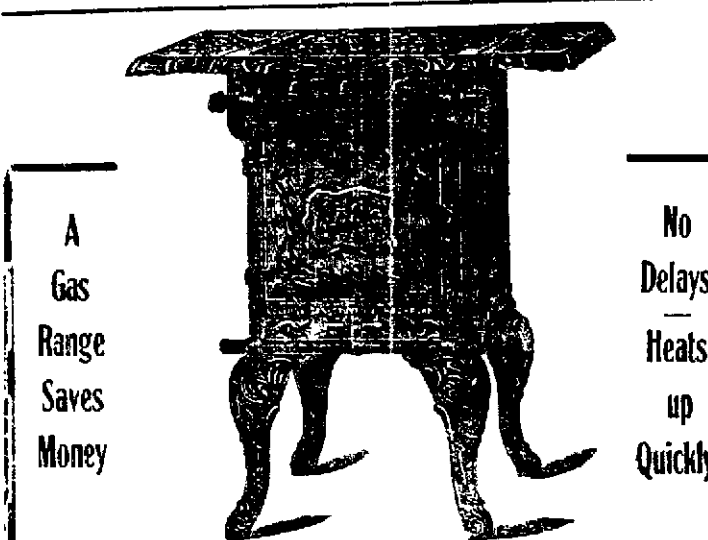 A
Gas
Range
Saves
Money
No
Delays
Heats
up
Quickly